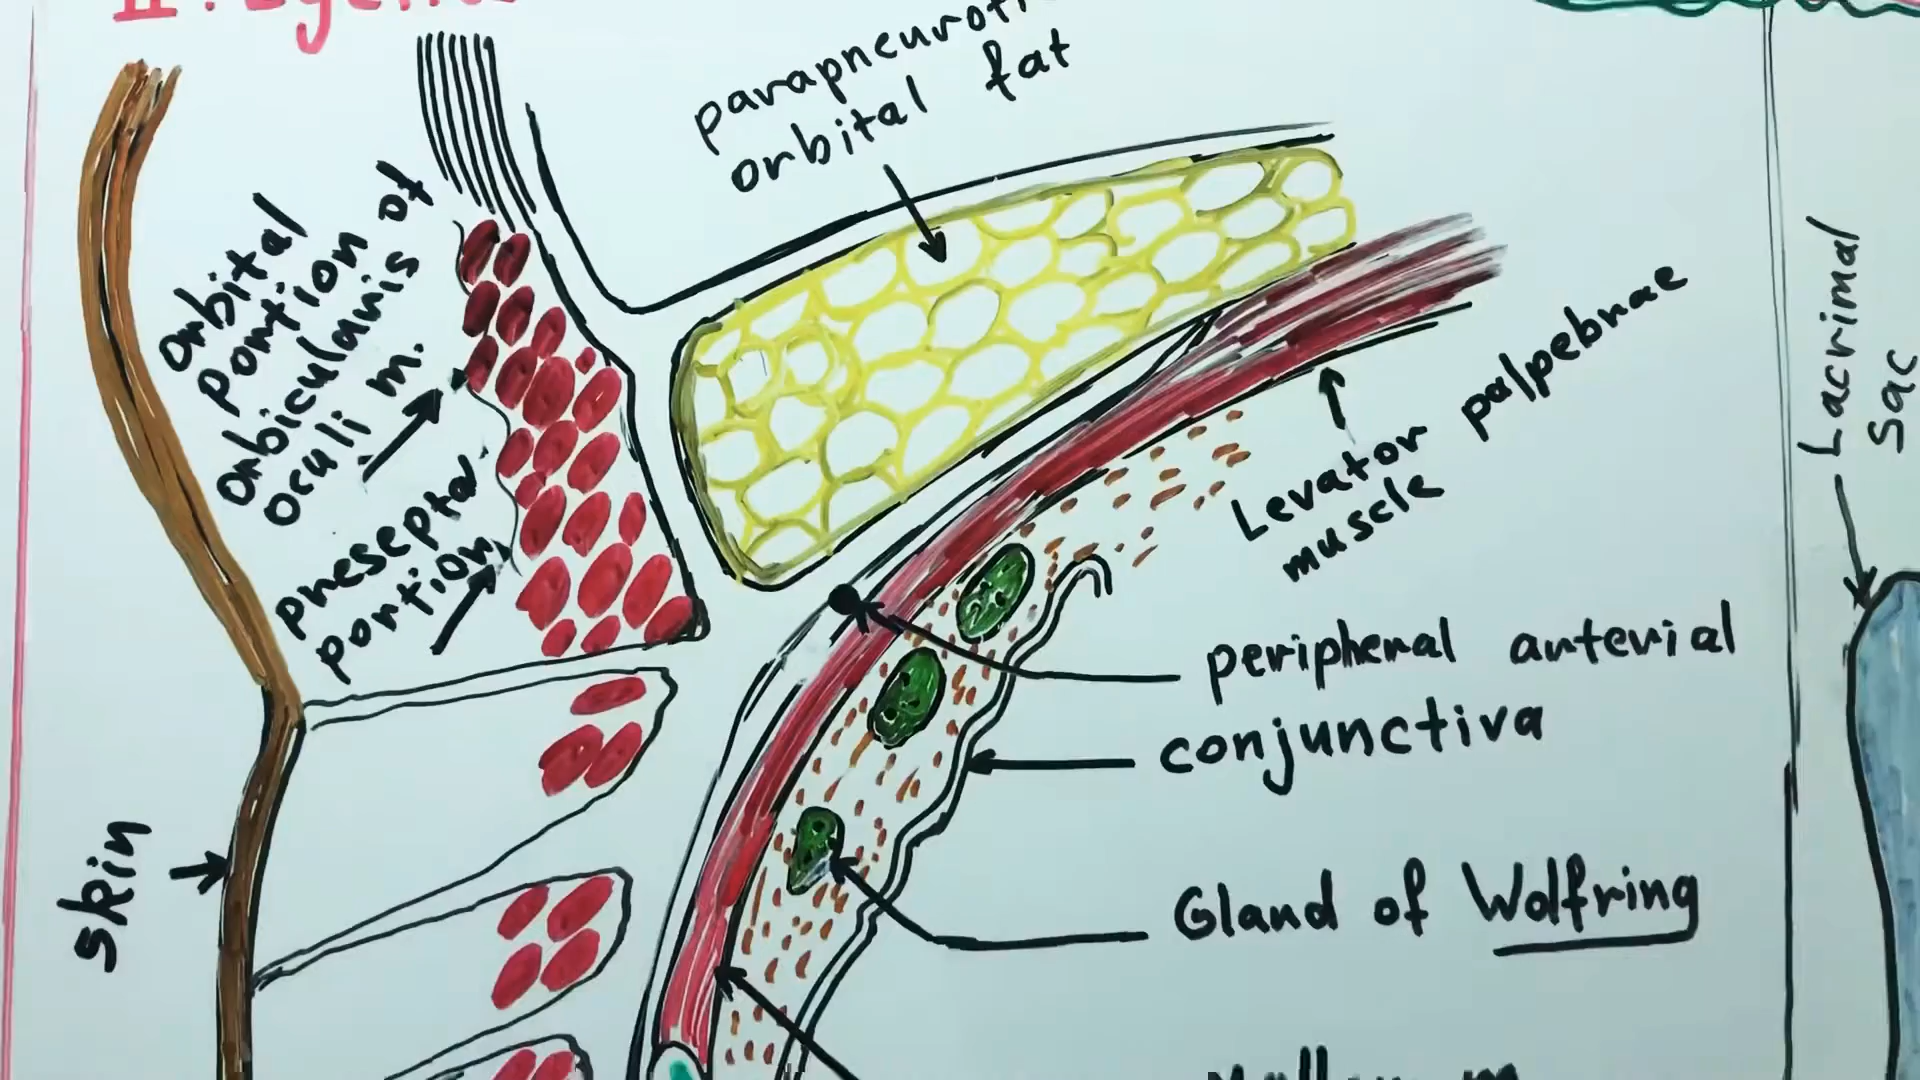 II.
orbital
portion of
orbicularis
oculi m.
preseptal
portion
orbital fat
Levator palpebrae
muscle
peripheral arterial
conjunctiva
Gland of Wolfring
skin
Lacrimal
Sac